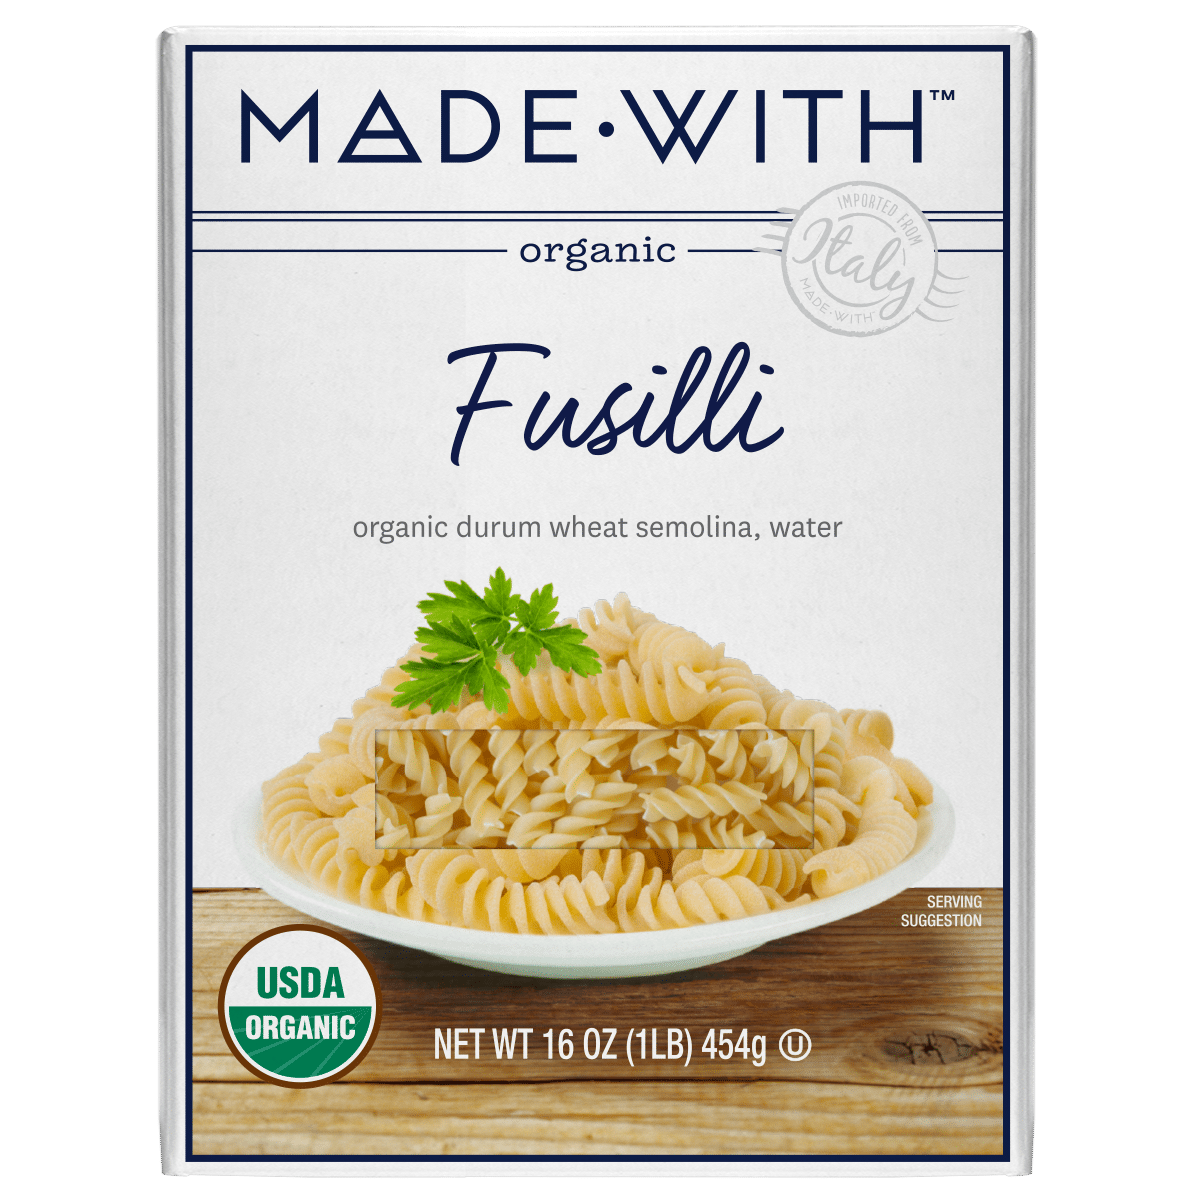 MADE·WITH™
organic
IMPORTED FROM
Italy
MADE·WITH™
Fusilli
organic durum wheat semolina, water
SERVING
SUGGESTION
USDA
ORGANIC
NET WT 16 OZ (1LB) 454g Ⓤ